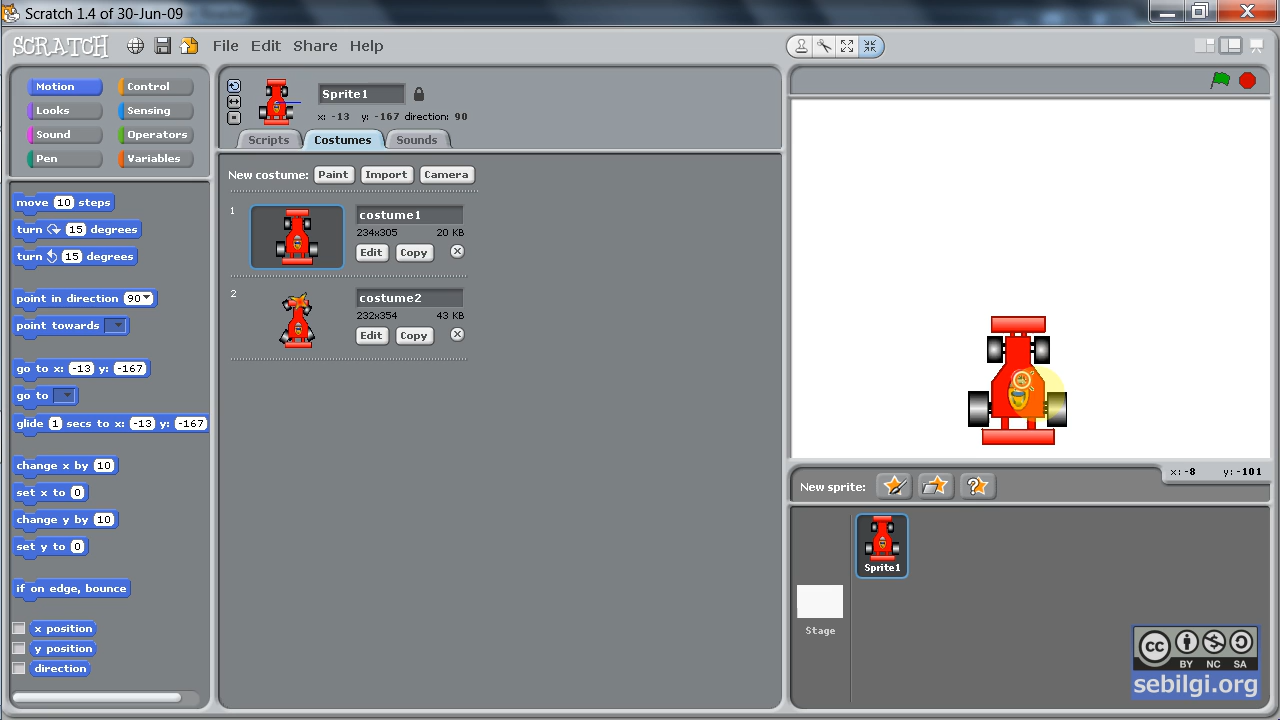 Scratch 1.4 of 30-Jun-09
SCRATCH File Edit Share Help
Motion Control
Looks Sensing
Sound Operators
Pen Variables
move 10 steps
turn 15 degrees
turn 15 degrees
point in direction 90
point towards
go to x: -13 y: -167
go to
glide 1 secs to x: -13 y: -167
change x by 10
set x to 0
change y by 10
set y to 0
if on edge, bounce
x position
y position
direction
Sprite1
x: -13 y: -167 direction: 90
Scripts Costumes Sounds
New costume: Paint Import Camera
1
costume1
234x305 20 KB
Edit Copy
2
costume2
232x354 43 KB
Edit Copy
x: -8 y: -101
New sprite:
Sprite1
Stage
cc BY NC SA
sebilgi.org